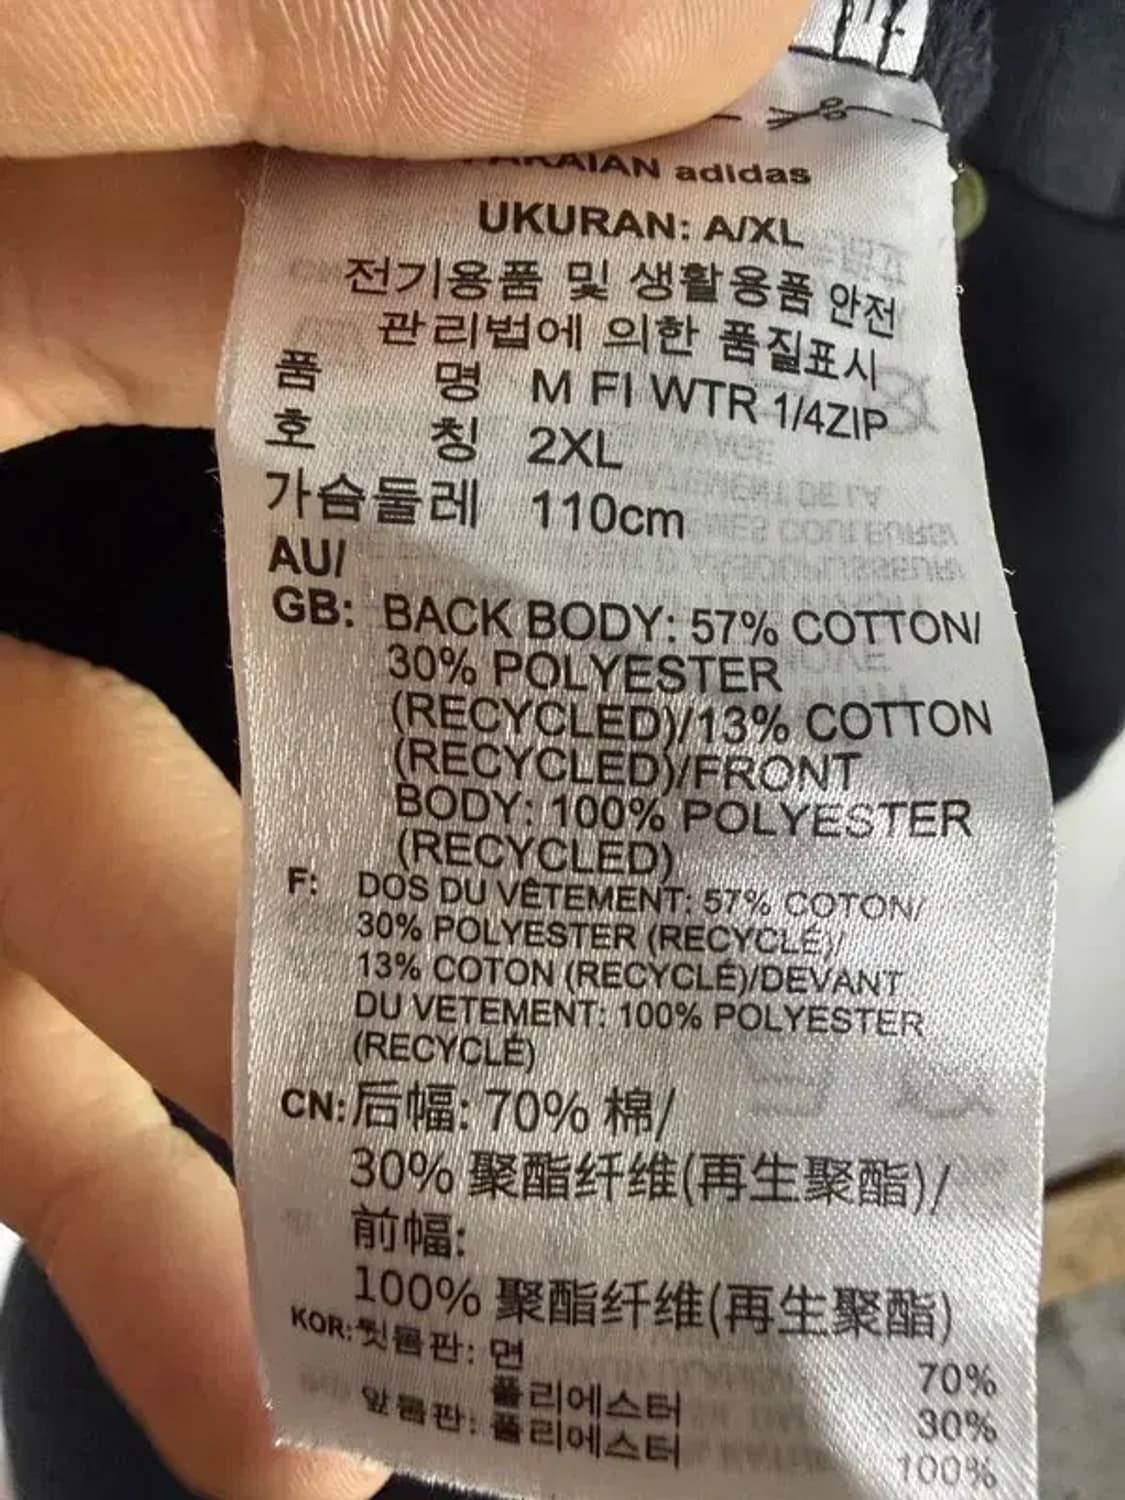 adidas
UKURAN: A/XL
전기용품 및 생활용품 안전
관리법에 의한 품질표시
품 명 M FI WTR 1/4ZIP
호 칭 2XL
가슴둘레 110cm
AU/
GB: BACK BODY: 57% COTTON/
30% POLYESTER
(RECYCLED)/13% COTTON
(RECYCLED)/FRONT
BODY: 100% POLYESTER
(RECYCLED)
F: DOS DU VÊTEMENT: 57% COTON/
30% POLYESTER (RECYCLÉ)/
13% COTON (RECYCLÉ)/DEVANT
DU VETEMENT: 100% POLYESTER
(RECYCLÉ)
CN: 后幅: 70% 棉/
30% 聚酯纤维(再生聚酯)/
前幅:
100% 聚酯纤维(再生聚酯)
KOR: 뒷몸판: 면 70%
폴리에스터 30%
앞몸판: 폴리에스터 100%